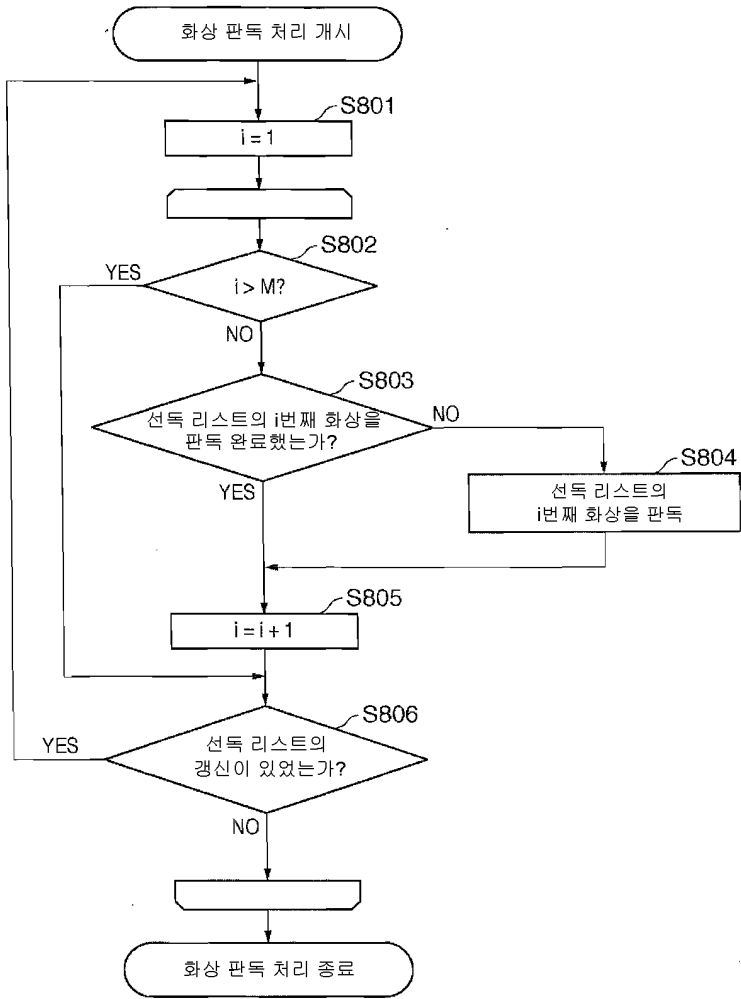 화상 판독 처리 개시
S801
i=1
S802
YES
i > M?
NO
S803
선독 리스트의 i번째 화상을
판독 완료했는가?
NO
YES
S804
선독 리스트의
i번째 화상을 판독
S805
i=i+1
S806
YES
선독 리스트의
갱신이 있었는가?
NO
화상 판독 처리 종료